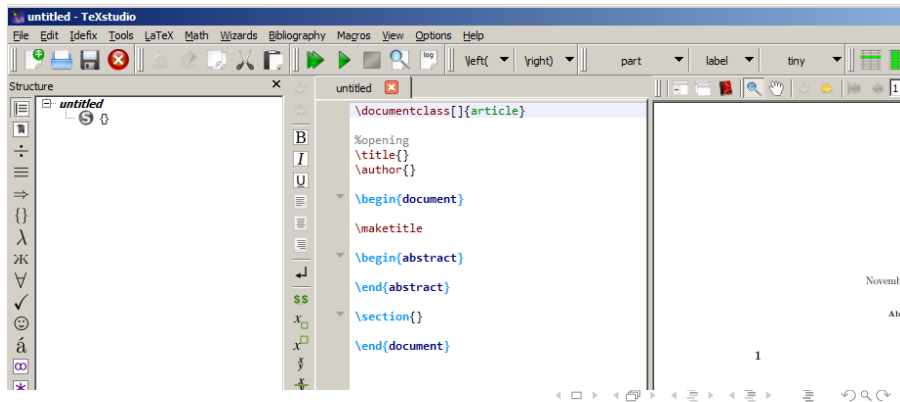 untitled - TeXstudio
File Edit Idefix Tools LaTeX Math Wizards Bibliography Macros View Options Help
log \left( \right) part label tiny
Structure
untitled
1
untitled
S {}
\documentclass[]{article}
%opening
\title{}
\author{}
\begin{document}
\maketitle
\begin{abstract}
\end{abstract}
\section{}
\end{document}
B
I
U
÷
⇒
{}
λ
Ж
∀
á
$$
x
x
x
y
x
Novemb
Ab
1